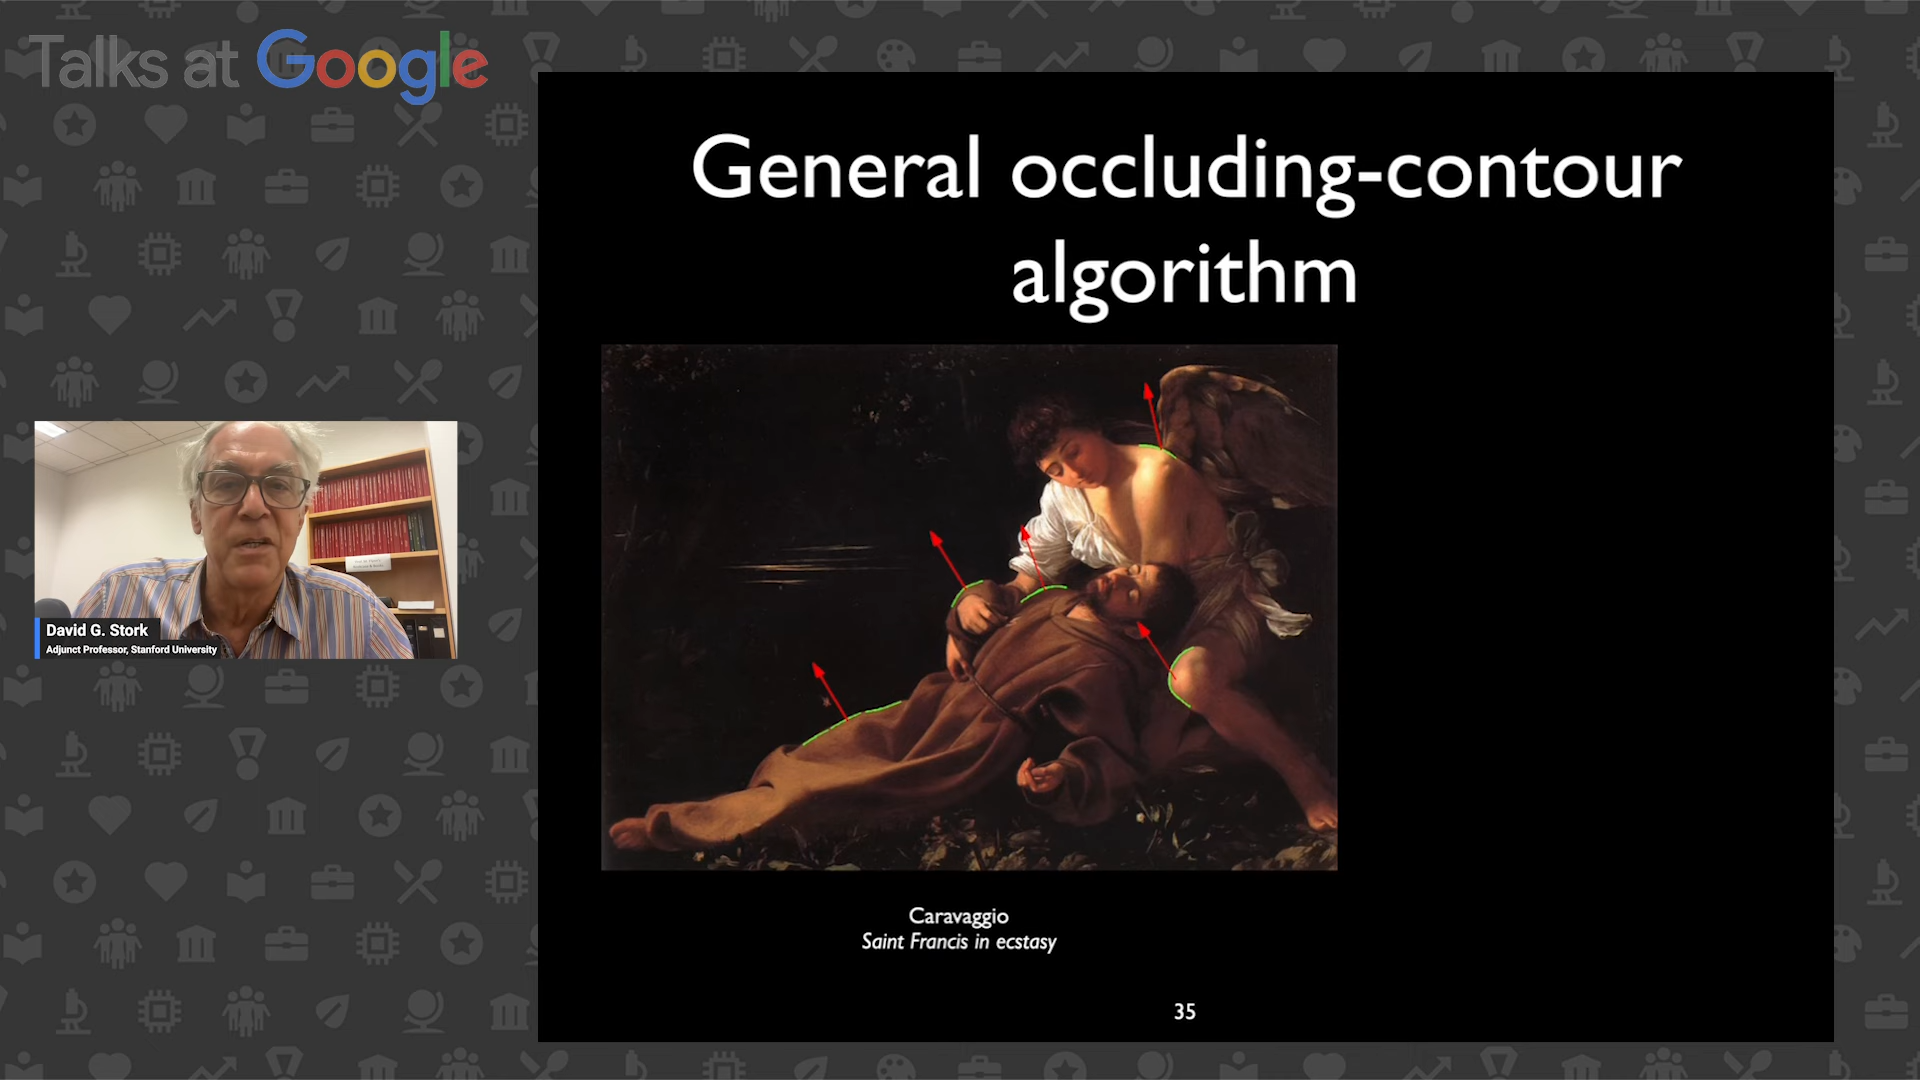 Talks at Google
General occluding-contour
algorithm
David G. Stork
Adjunct Professor, Stanford University
Caravaggio
Saint Francis in ecstasy
35